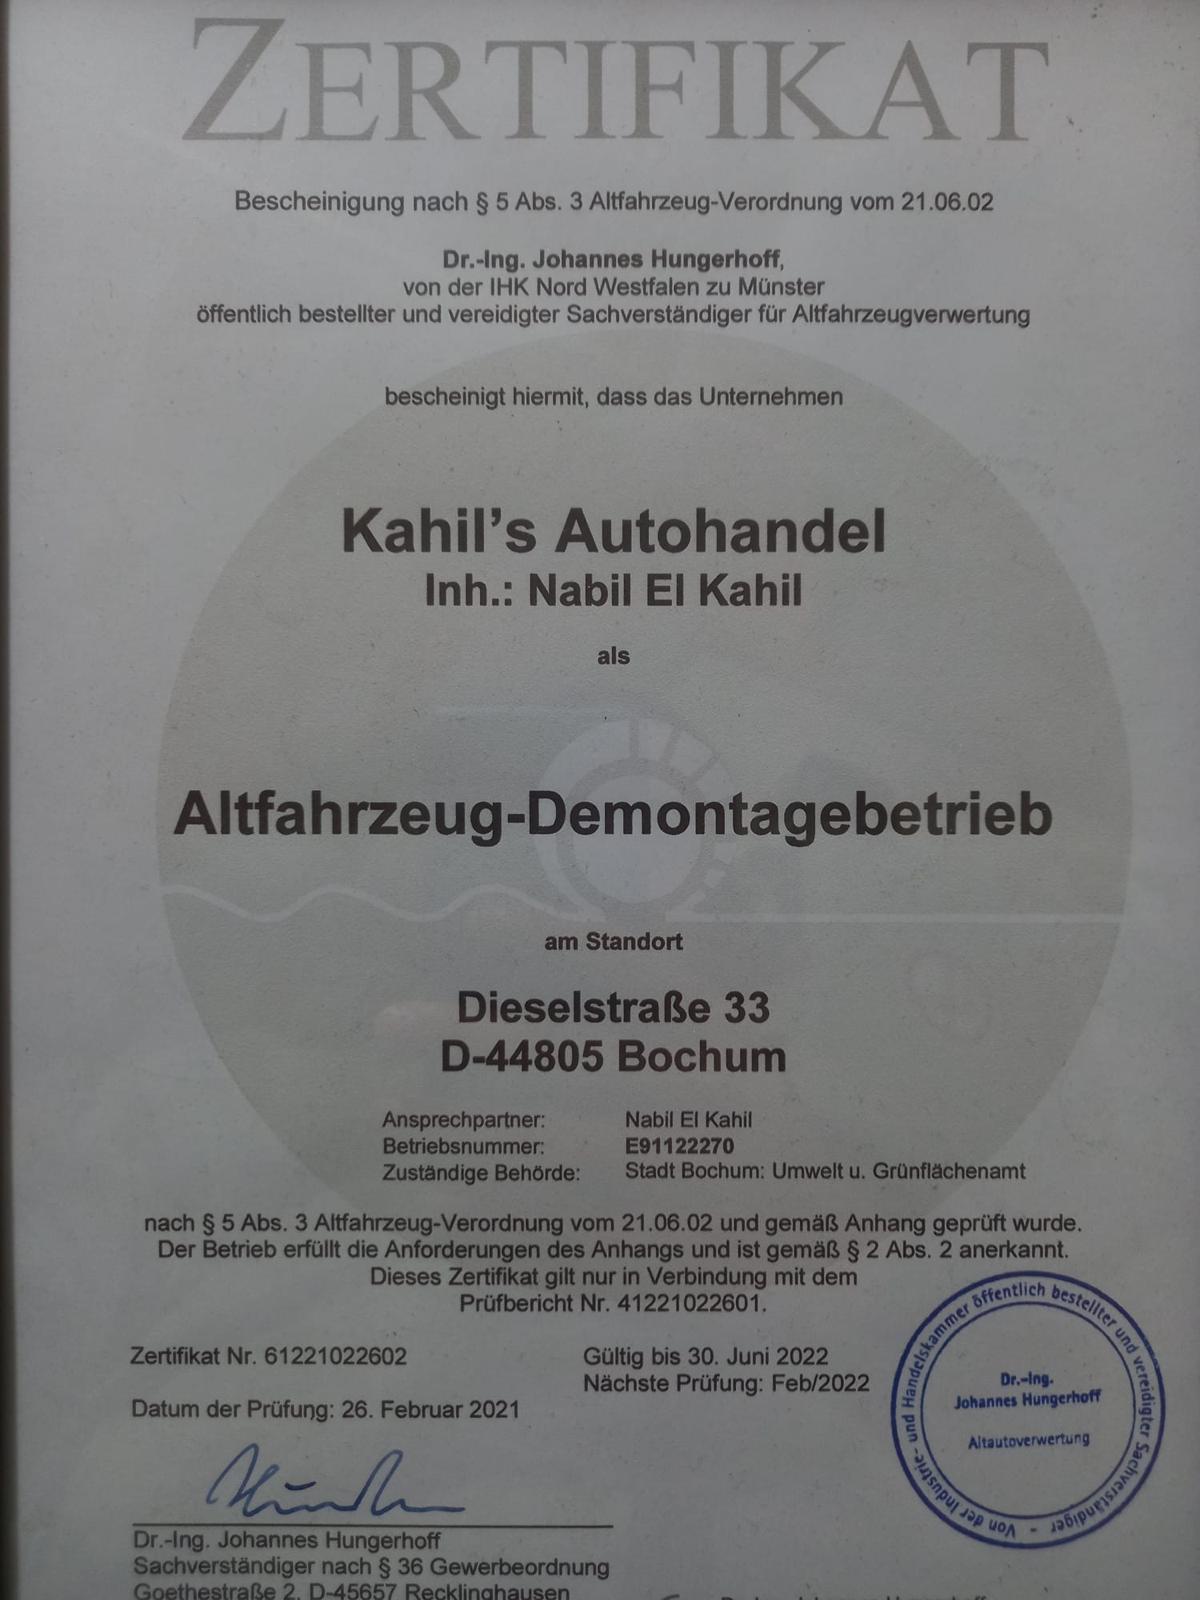 ZERTIFIKAT
Bescheinigung nach § 5 Abs. 3 Altfahrzeug-Verordnung vom 21.06.02
Dr.-Ing. Johannes Hungerhoff,
von der IHK Nord Westfalen zu Münster
öffentlich bestellter und vereidigter Sachverständiger für Altfahrzeugverwertung
bescheinigt hiermit, dass das Unternehmen
Kahil's Autohandel
Inh.: Nabil El Kahil
als
Altfahrzeug-Demontagebetrieb
am Standort
Dieselstraße 33
D-44805 Bochum
Ansprechpartner: Nabil El Kahil
Betriebsnummer: E91122270
Zuständige Behörde: Stadt Bochum: Umwelt u. Grünflächenamt
nach § 5 Abs. 3 Altfahrzeug-Verordnung vom 21.06.02 und gemäß Anhang geprüft wurde.
Der Betrieb erfüllt die Anforderungen des Anhangs und ist gemäß § 2 Abs. 2 anerkannt.
Dieses Zertifikat gilt nur in Verbindung mit dem
Prüfbericht Nr. 41221022601.
Zertifikat Nr. 61221022602 Gültig bis 30. Juni 2022
Nächste Prüfung: Feb/2022
Datum der Prüfung: 26. Februar 2021
Von der Industrie- und Handelskammer öffentlich bestellter und vereidigter Sachverständiger -
Dr.-Ing.
Johannes Hungerhoff
Altautoverwertung
Dr.-Ing. Johannes Hungerhoff
Sachverständiger nach § 36 Gewerbeordnung
Goethestraße 2, D-45657 Recklinghausen